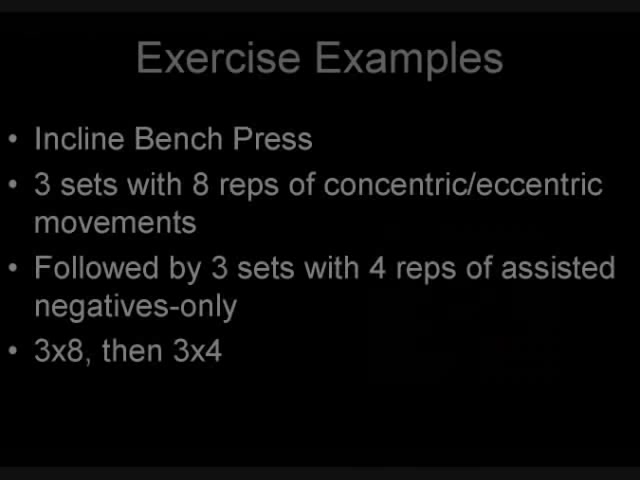 Exercise Examples
• Incline Bench Press
• 3 sets with 8 reps of concentric/eccentric
movements
• Followed by 3 sets with 4 reps of assisted
negatives-only
• 3x8, then 3x4